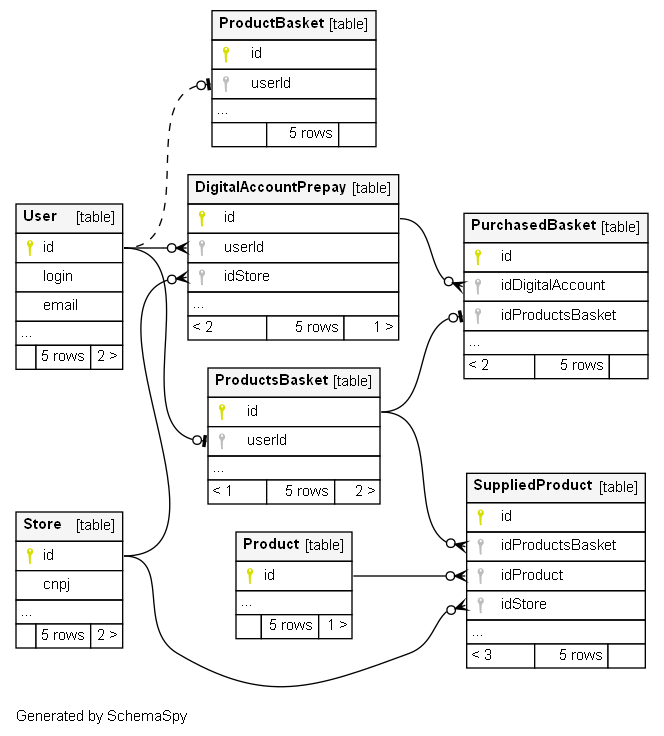 ProductBasket [table]
id
userId
...
5 rows
DigitalAccountPrepay [table]
id
userId
idStore
...
< 2 5 rows 1 >
User [table]
id
login
email
...
5 rows 2 >
PurchasedBasket [table]
id
idDigitalAccount
idProductsBasket
...
< 2 5 rows
ProductsBasket [table]
id
userId
...
< 1 5 rows 2 >
SuppliedProduct [table]
id
idProductsBasket
idProduct
idStore
...
< 3 5 rows
Store [table]
id
cnpj
...
5 rows 2 >
Product [table]
id
...
5 rows 1 >
Generated by SchemaSpy